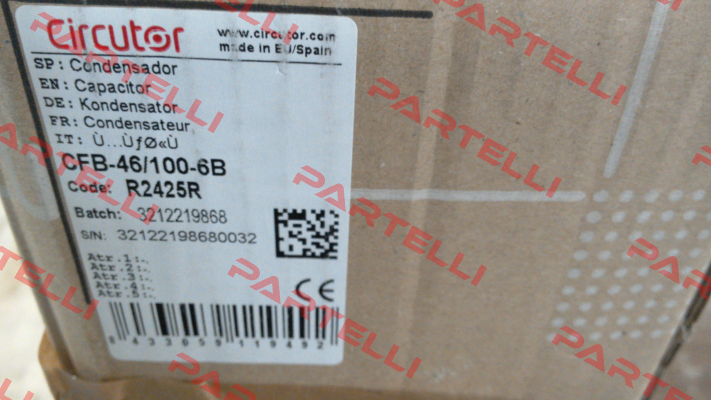 Circutor
www.circutor.com
made in EU/Spain
SP: Condensador
EN: Capacitor
DE: Kondensator
FR: Condensateur
IT: Ù...ÙƒØ«Ù
CFB-46/100-6B
Code: R2425R
Batch: 3212219868
S/N: 32122198680032
Atr.1:.
Atr.2:.
Atr.3:.
Atr.4:.
Atr.5:.
CE
8433059119492
PARTELLI
PARTELLI
PARTELLI
PARTELLI
PARTELLI
PARTELLI
PARTELLI